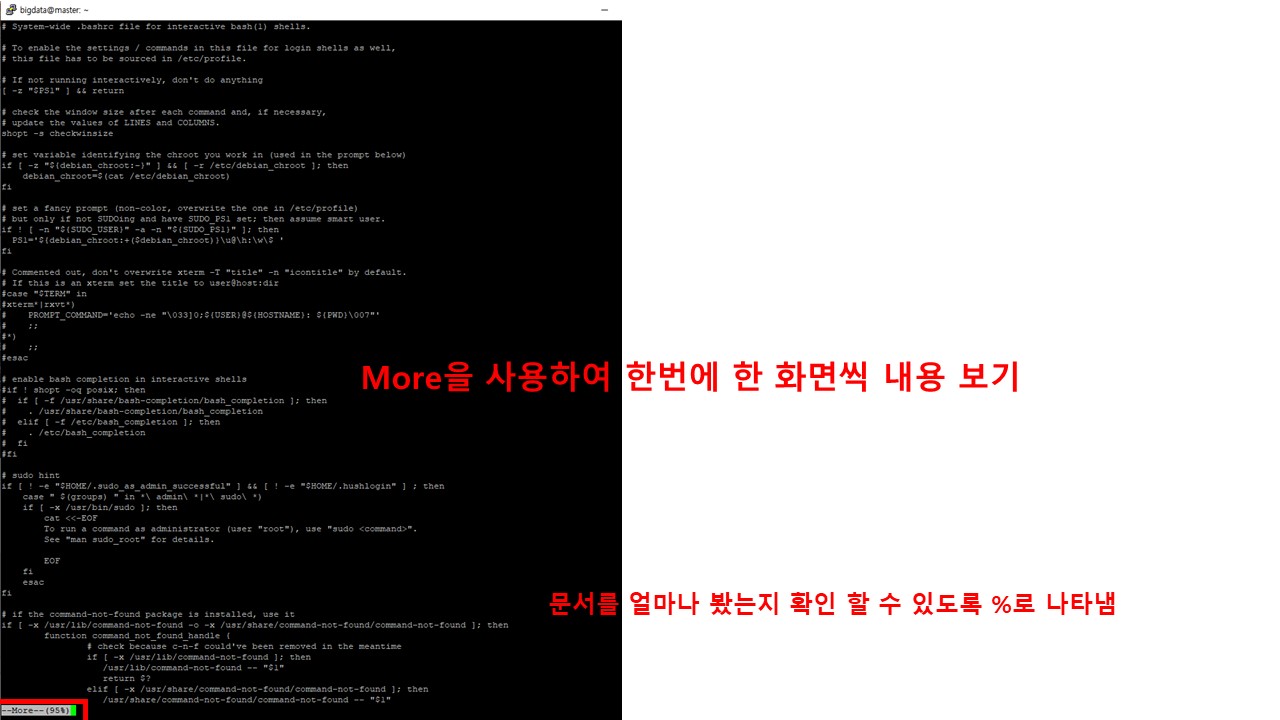 bigdata@master: ~
# System-wide .bashrc file for interactive bash(1) shells.
# To enable the settings / commands in this file for login shells as well,
# this file has to be sourced in /etc/profile.
# If not running interactively, don't do anything
[ -z "$PS1" ] && return
# check the window size after each command and, if necessary,
# update the values of LINES and COLUMNS.
shopt -s checkwinsize
# set variable identifying the chroot you work in (used in the prompt below)
if [ -z "${debian_chroot:-}" ] && [ -r /etc/debian_chroot ]; then
    debian_chroot=$(cat /etc/debian_chroot)
fi
# set a fancy prompt (non-color, overwrite the one in /etc/profile)
# but only if not SUDOing and have SUDO_PS1 set; then assume smart user.
if ! [ -n "${SUDO_USER}" -a -n "${SUDO_PS1}" ]; then
  PS1='${debian_chroot:+($debian_chroot)}\u@\h:\w\$ '
fi
# Commented out, don't overwrite xterm -T "title" -n "icontitle" by default.
# If this is an xterm set the title to user@host:dir
#case "$TERM" in
#xterm*|rxvt*)
#    PROMPT_COMMAND='echo -ne "\033]0;${USER}@${HOSTNAME}: ${PWD}\007"'
#    ;;
#*)
#    ;;
#esac
More을 사용하여 한번에 한 화면씩 내용 보기
# enable bash completion in interactive shells
#if ! shopt -oq posix; then
#  if [ -f /usr/share/bash-completion/bash_completion ]; then
#    . /usr/share/bash-completion/bash_completion
#  elif [ -f /etc/bash_completion ]; then
#    . /etc/bash_completion
#  fi
#fi
# sudo hint
if [ ! -e "$HOME/.sudo_as_admin_successful" ] && [ ! -e "$HOME/.hushlogin" ] ; then
    case " $(groups) " in *\ admin\ *|*\ sudo\ *)
    if [ -x /usr/bin/sudo ]; then
        cat <<-EOF
        To run a command as administrator (user "root"), use "sudo <command>".
        See "man sudo_root" for details.
        EOF
    fi
    esac
fi
문서를 얼마나 봤는지 확인 할 수 있도록 %로 나타냄
# if the command-not-found package is installed, use it
if [ -x /usr/lib/command-not-found -o -x /usr/share/command-not-found/command-not-found ]; then
        function command_not_found_handle {
                # check because c-n-f could've been removed in the meantime
                if [ -x /usr/lib/command-not-found ]; then
                   /usr/lib/command-not-found -- "$1"
                   return $?
                elif [ -x /usr/share/command-not-found/command-not-found ]; then
                   /usr/share/command-not-found/command-not-found -- "$1"
--More--(95%)